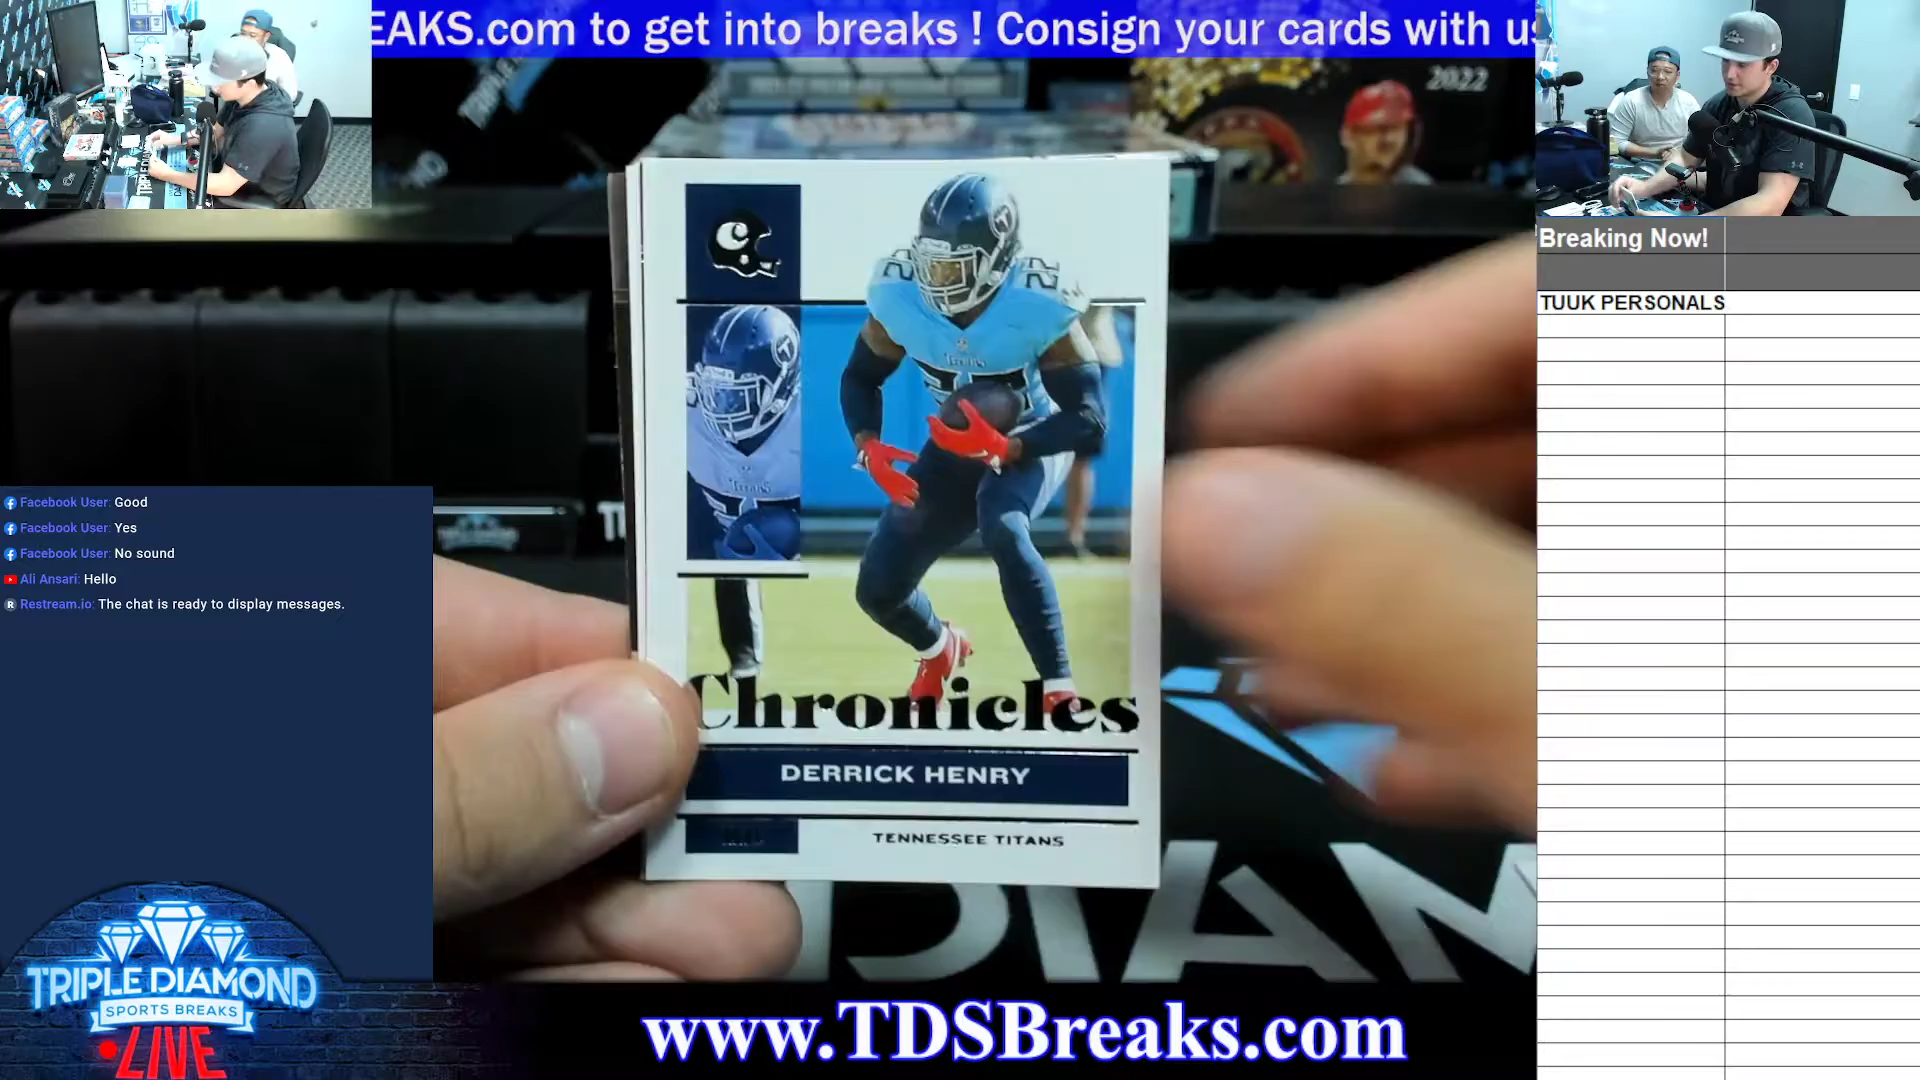 EAKS.com to get into breaks ! Consign your cards with us
2022
Breaking Now!
TUUK PERSONALS
C
Chronicles
DERRICK HENRY
TENNESSEE TITANS
Facebook User: Good
Facebook User: Yes
Facebook User: No sound
Ali Ansari: Hello
Restream.io: The chat is ready to display messages.
TRIPLE DIAMOND
SPORTS BREAKS
LIVE
DIAM
www.TDSBreaks.com